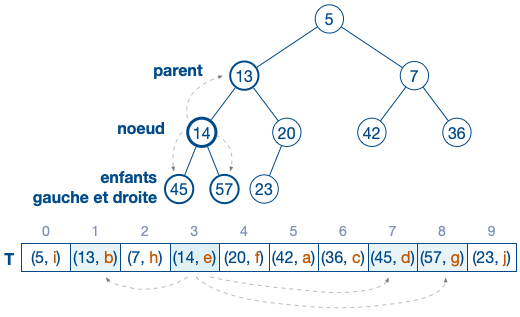 5
parent 13 7
noeud 14 20 42 36
enfants
gauche et droite 45 57 23
0 1 2 3 4 5 6 7 8 9
T (5, i) (13, b) (7, h) (14, e) (20, f) (42, a) (36, c) (45, d) (57, g) (23, j)